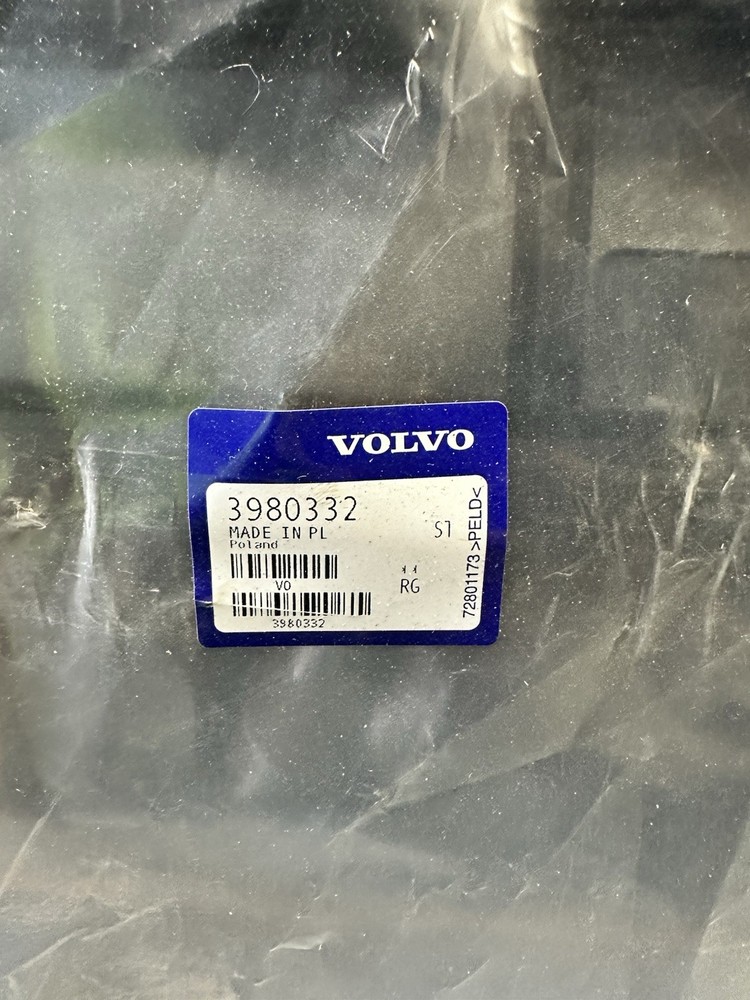 VOLVO
3980332
MADE IN PL
Poland
S1
VO
** RG
3980332
72801173 >PELD<